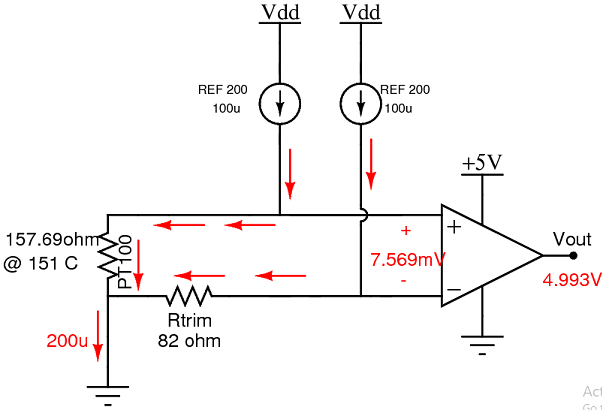 Vdd Vdd
REF 200 REF 200
100u 100u
+5V
157.69ohm
@ 151 C
PT100
+
7.569mV
-
+
−
Vout
4.993V
Rtrim
82 ohm
200u
Act
Go t